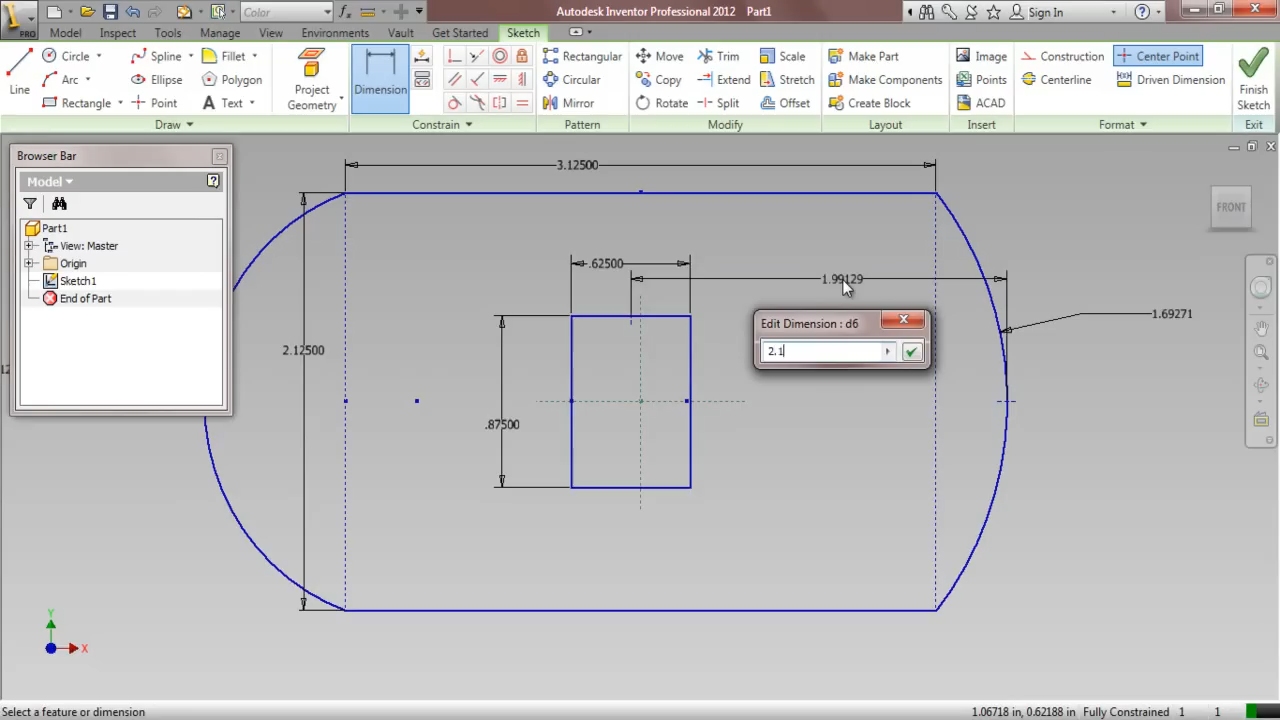 Color
Autodesk Inventor Professional 2012 Part1
Sign In
PRO
Model Inspect Tools Manage View Environments Vault Get Started Sketch
Line
Circle
Arc
Rectangle
Spline
Ellipse
Point
Fillet
Polygon
Text
Draw
Project
Geometry
Dimension
Constrain
Rectangular
Circular
Mirror
Pattern
Move
Copy
Rotate
Trim
Extend
Split
Scale
Stretch
Offset
Modify
Make Part
Make Components
Create Block
Layout
Image
Points
ACAD
Insert
Construction
Centerline
Center Point
Driven Dimension
Format
Finish
Sketch
Exit
Browser Bar
Model
Part1
View: Master
Origin
Sketch1
End of Part
3.12500
FRONT
.62500
1.99129
1.69271
Edit Dimension : d6
2.1
2.12500
.87500
Y
X
Select a feature or dimension
1.06718 in, 0.62188 in Fully Constrained 1 1